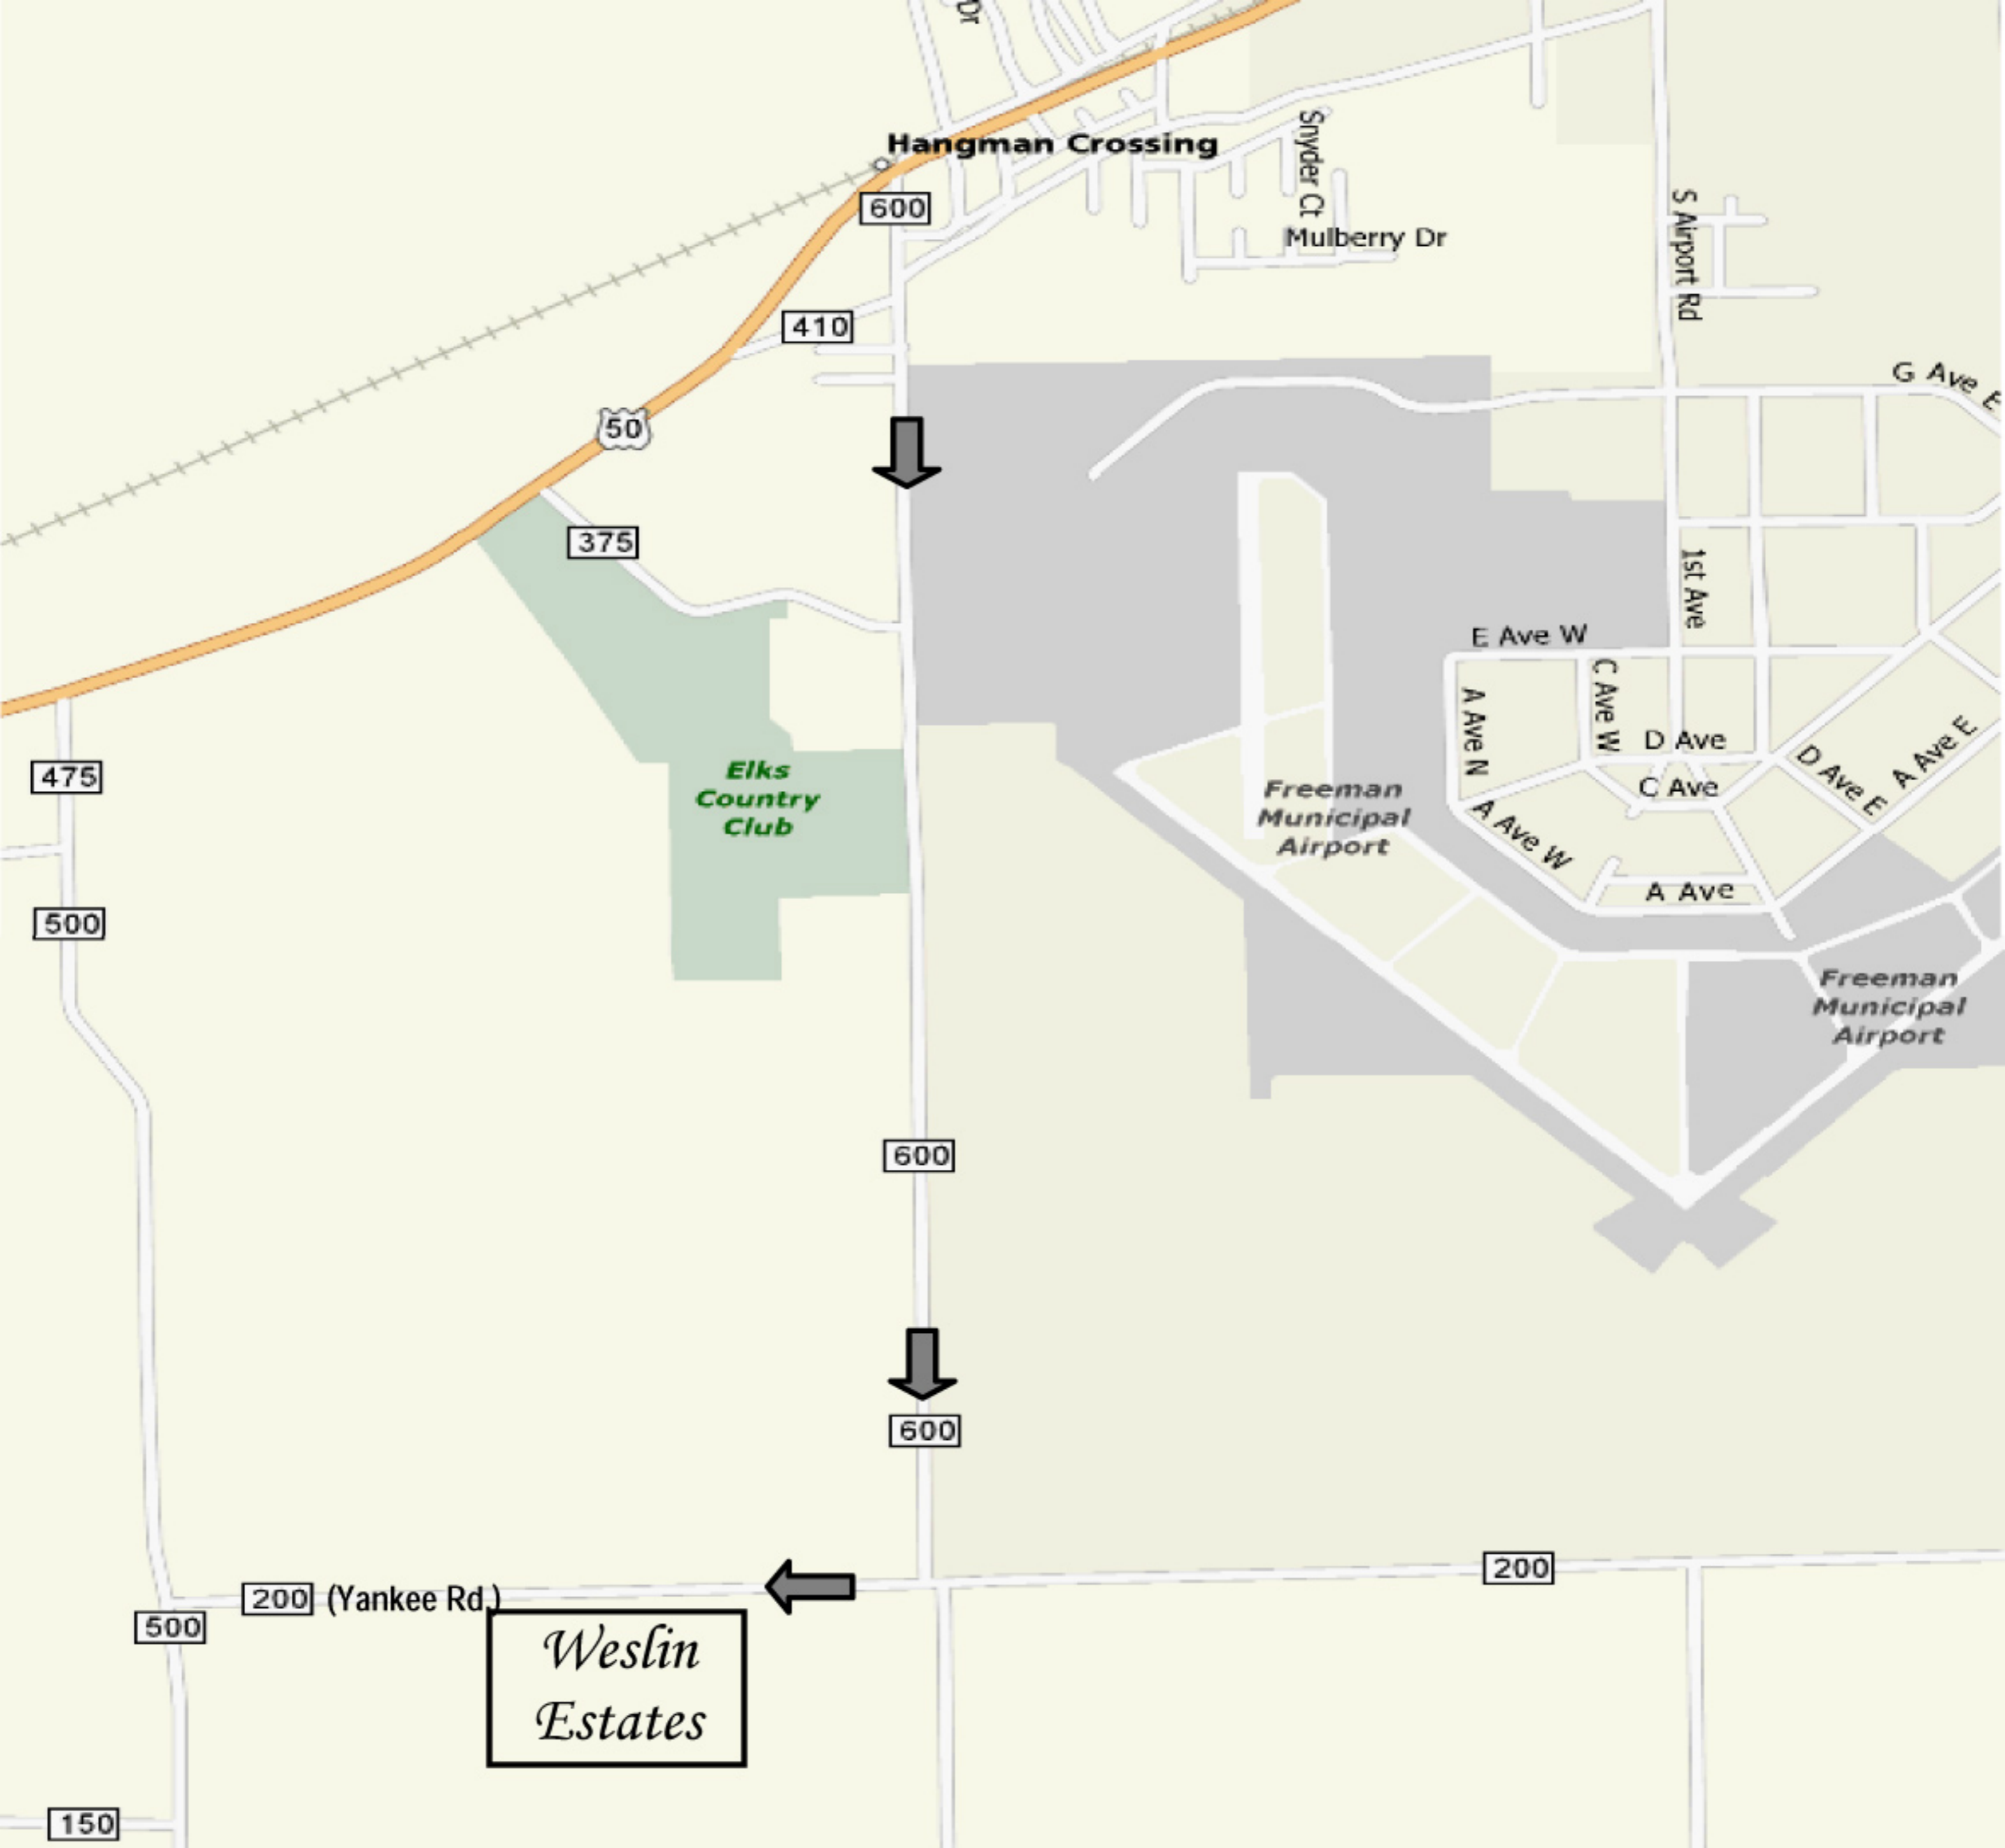 Dr
Hangman Crossing
600
Snyder Ct
Mulberry Dr
S Airport Rd
410
G Ave E
50
375
1st Ave
E Ave W
C Ave W
A Ave N
D Ave
D Ave E
A Ave E
C Ave
A Ave W
A Ave
475
Elks
Country
Club
Freeman
Municipal
Airport
500
Freeman
Municipal
Airport
600
600
200
200 (Yankee Rd.)
500
Weslin
Estates
150